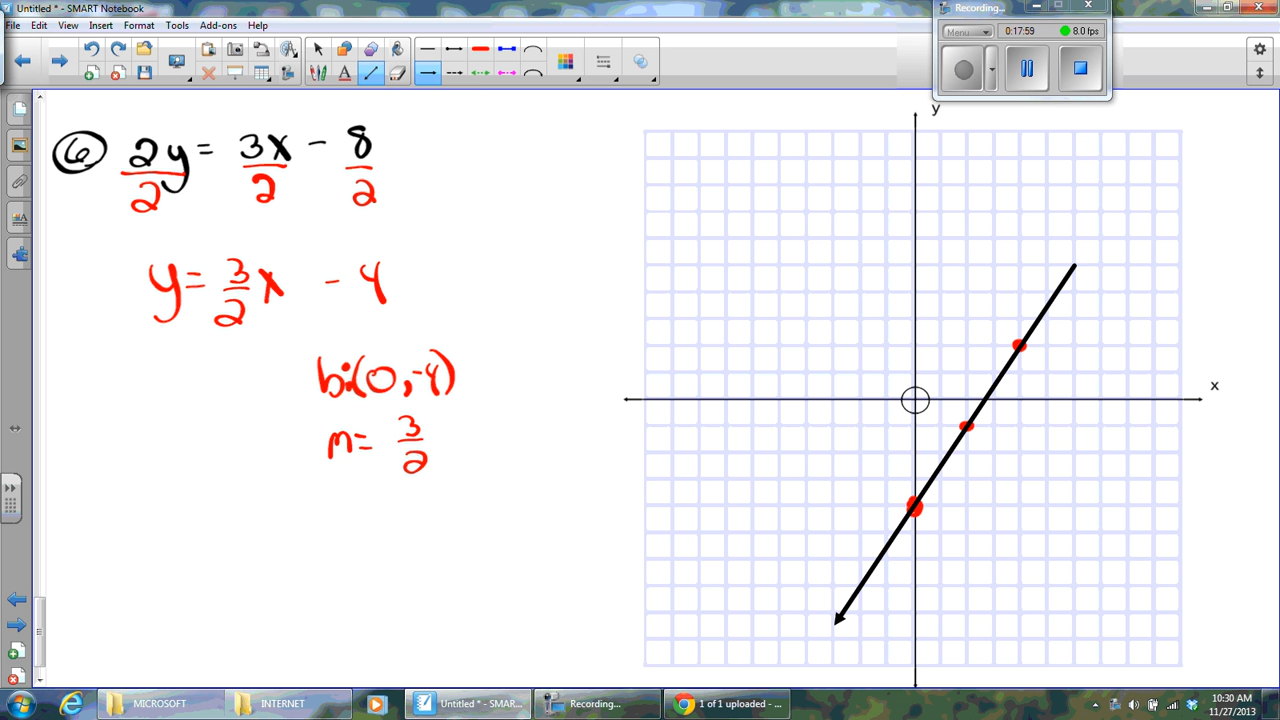 Untitled * - SMART Notebook
File Edit View Insert Format Tools Add-ons Help
Recording...
Menu 0:17:59 8.0 fps
6 2y = 3x - 8
2 2 2
y = 3/2 x - 4
b:(0,-4)
m = 3/2
y
x
MICROSOFT INTERNET Untitled * - SMAR... Recording... 1 of 1 uploaded - ...
10:30 AM
11/27/2013